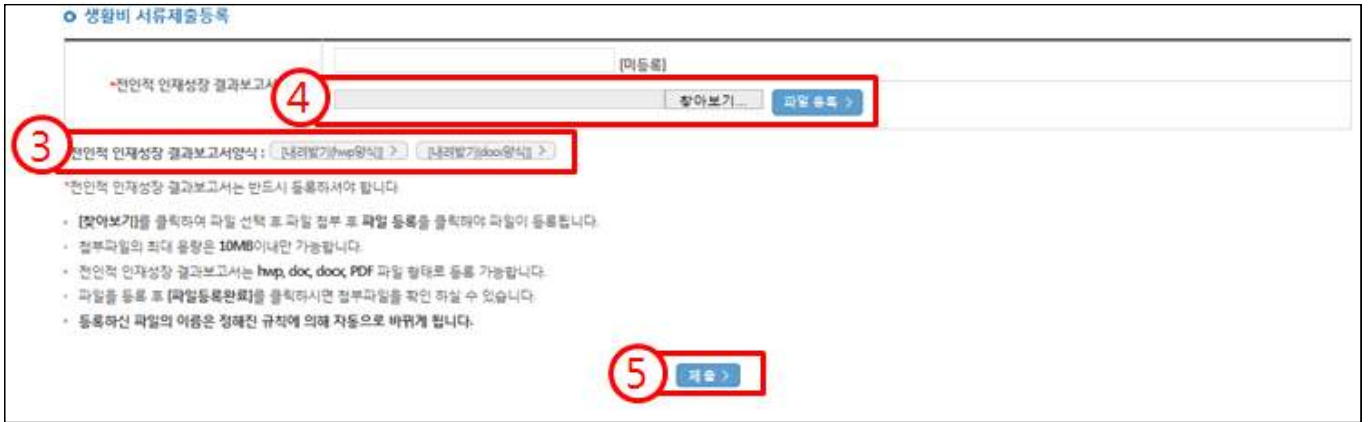 생활비 서류제출등록
[미등록]
*전인적 인재성장 결과보고서
④
찾아보기...
파일 등록 >
③
전인적 인재성장 결과보고서양식 : [내려받기(hwp양식)] > [내려받기(docx양식)] >
*전인적 인재성장 결과보고서는 반드시 등록하셔야 합니다.
• [찾아보기]를 클릭하여 파일 선택 후 파일 첨부 후 파일 등록을 클릭해야 파일이 등록됩니다.
• 첨부파일의 최대 용량은 10MB이내만 가능합니다.
• 전인적 인재성장 결과보고서는 hwp, doc, docx, PDF 파일 형태로 등록 가능합니다.
• 파일을 등록 후 [파일등록완료]를 클릭하시면 첨부파일을 확인 하실 수 있습니다.
• 등록하신 파일의 이름은 정해진 규칙에 의해 자동으로 바뀌게 됩니다.
⑤
제출 >